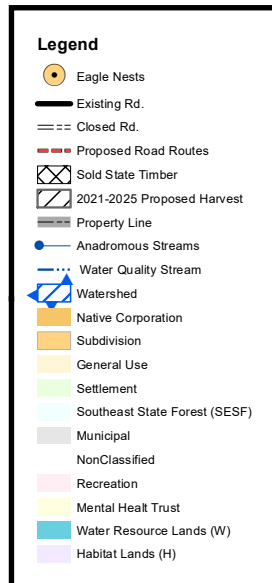 Legend
Eagle Nests
Existing Rd.
Closed Rd.
Proposed Road Routes
Sold State Timber
2021-2025 Proposed Harvest
Property Line
Anadromous Streams
Water Quality Stream
Watershed
Native Corporation
Subdivision
General Use
Settlement
Southeast State Forest (SESF)
Municipal
NonClassified
Recreation
Mental Healt Trust
Water Resource Lands (W)
Habitat Lands (H)